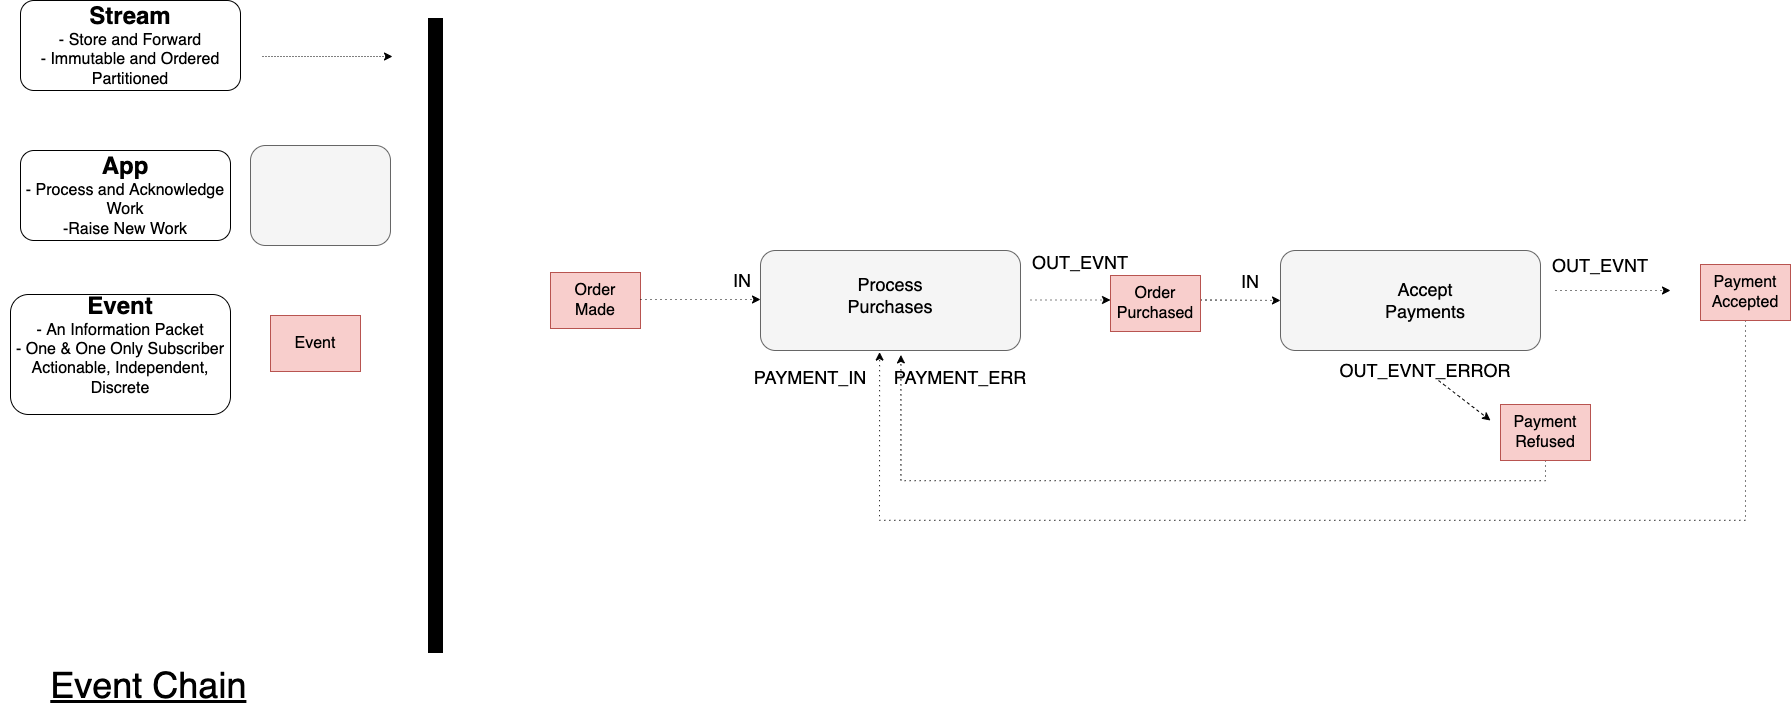 Stream
- Store and Forward
- Immutable and Ordered
Partitioned
App
- Process and Acknowledge
Work
-Raise New Work
Event
- An Information Packet
- One & One Only Subscriber
Actionable, Independent,
Discrete
Event
Order
Made
IN
Process
Purchases
OUT_EVNT
Order
Purchased
IN
Accept
Payments
OUT_EVNT
Payment
Accepted
PAYMENT_IN
PAYMENT_ERR
OUT_EVNT_ERROR
Payment
Refused
Event Chain